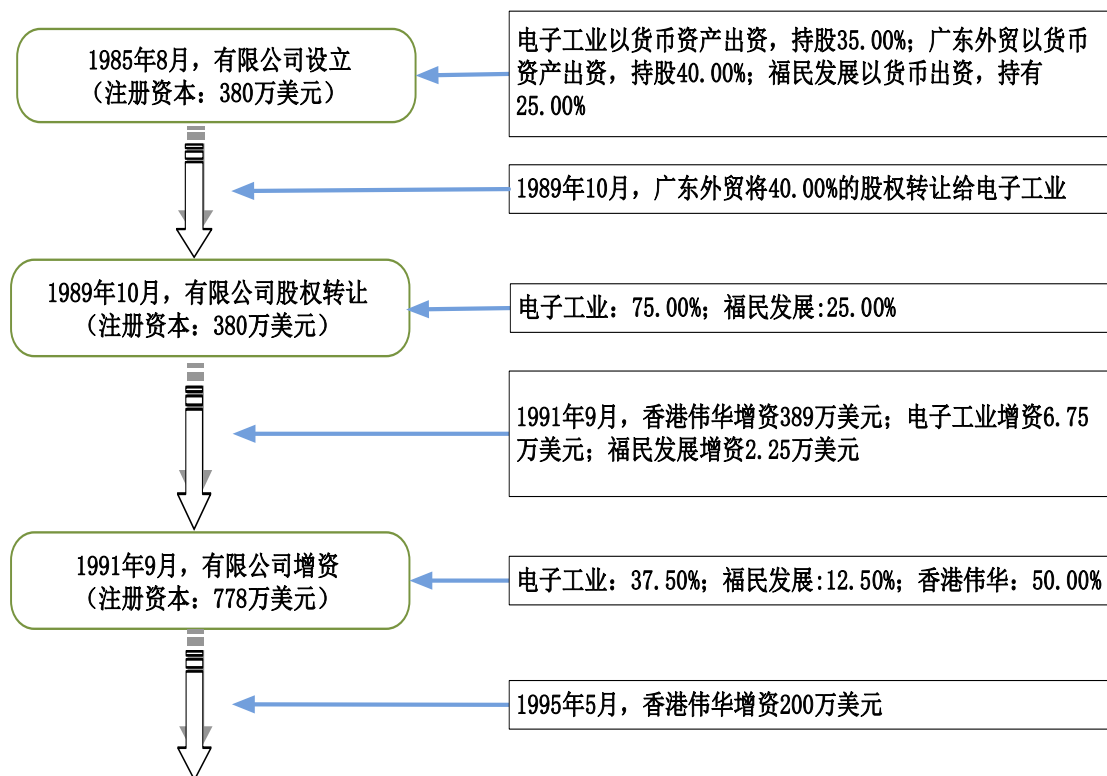 1985年8月，有限公司设立
（注册资本：380万美元）
电子工业以货币资产出资，持股35.00%；广东外贸以货币
资产出资，持股40.00%；福民发展以货币出资，持有
25.00%
1989年10月，广东外贸将40.00%的股权转让给电子工业
1989年10月，有限公司股权转让
（注册资本：380万美元）
电子工业：75.00%；福民发展:25.00%
1991年9月，香港伟华增资389万美元；电子工业增资6.75
万美元；福民发展增资2.25万美元
1991年9月，有限公司增资
（注册资本：778万美元）
电子工业：37.50%；福民发展:12.50%；香港伟华：50.00%
1995年5月，香港伟华增资200万美元